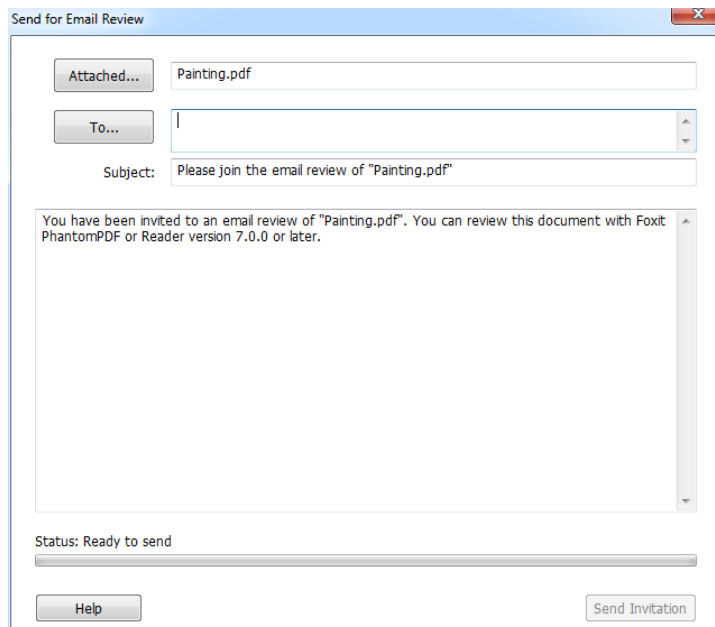 Send for Email Review
X
Attached...
Painting.pdf
To...
Subject:
Please join the email review of "Painting.pdf"
You have been invited to an email review of "Painting.pdf". You can review this document with Foxit
PhantomPDF or Reader version 7.0.0 or later.
Status: Ready to send
Help
Send Invitation